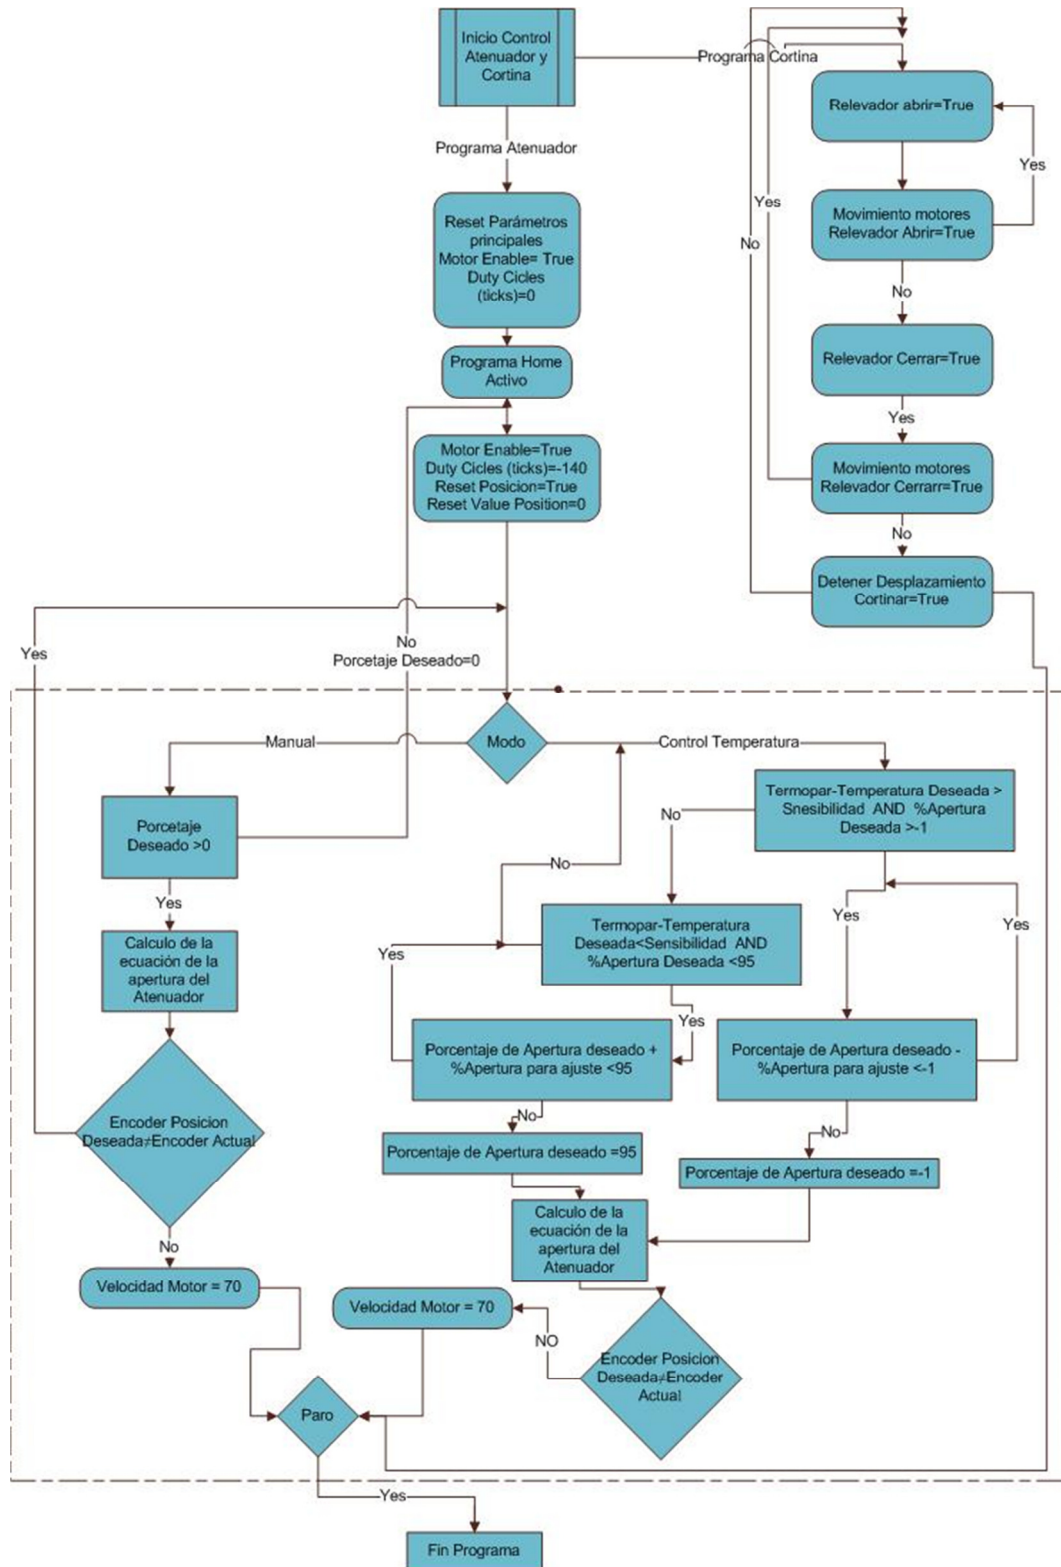 Inicio Control
Atenuador y
Cortina
Programa Cortina
Programa Atenuador
Relevador abrir=True
Yes
Movimiento motores
Relevador Abrir=True
No
Relevador Cerrar=True
Yes
Movimiento motores
Relevador Cerrarr=True
No
Detener Desplazamiento
Cortinar=True
Yes
No
Reset Parámetros
principales
Motor Enable= True
Duty Cicles
(ticks)=0
Programa Home
Activo
Motor Enable=True
Duty Cicles (ticks)=-140
Reset Posicion=True
Reset Value Position=0
Yes
No
Porcetaje Deseado=0
Modo
Manual
Control Temperatura
Porcetaje
Deseado >0
Yes
Calculo de la
ecuación de la
apertura del
Atenuador
Encoder Posicion
Deseada≠Encoder Actual
No
Velocidad Motor = 70
Termopar-Temperatura Deseada >
Snesibilidad AND %Apertura
Deseada >-1
No
No
Termopar-Temperatura
Deseada<Sensibilidad AND
%Apertura Deseada <95
Yes
Yes
Yes
Yes
Porcentaje de Apertura deseado +
%Apertura para ajuste <95
Porcentaje de Apertura deseado -
%Apertura para ajuste <-1
No
No
Porcentaje de Apertura deseado =95
Porcentaje de Apertura deseado =-1
Calculo de la
ecuación de la
apertura del
Atenuador
Velocidad Motor = 70
NO
Encoder Posicion
Deseada≠Encoder
Actual
Paro
Yes
Fin Programa